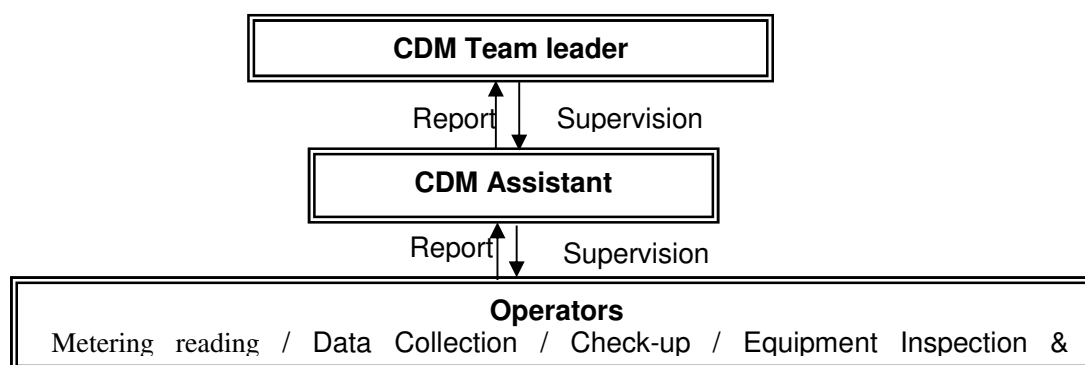 CDM Team leader
Report Supervision
CDM Assistant
Report Supervision
Operators
Metering reading / Data Collection / Check-up / Equipment Inspection &